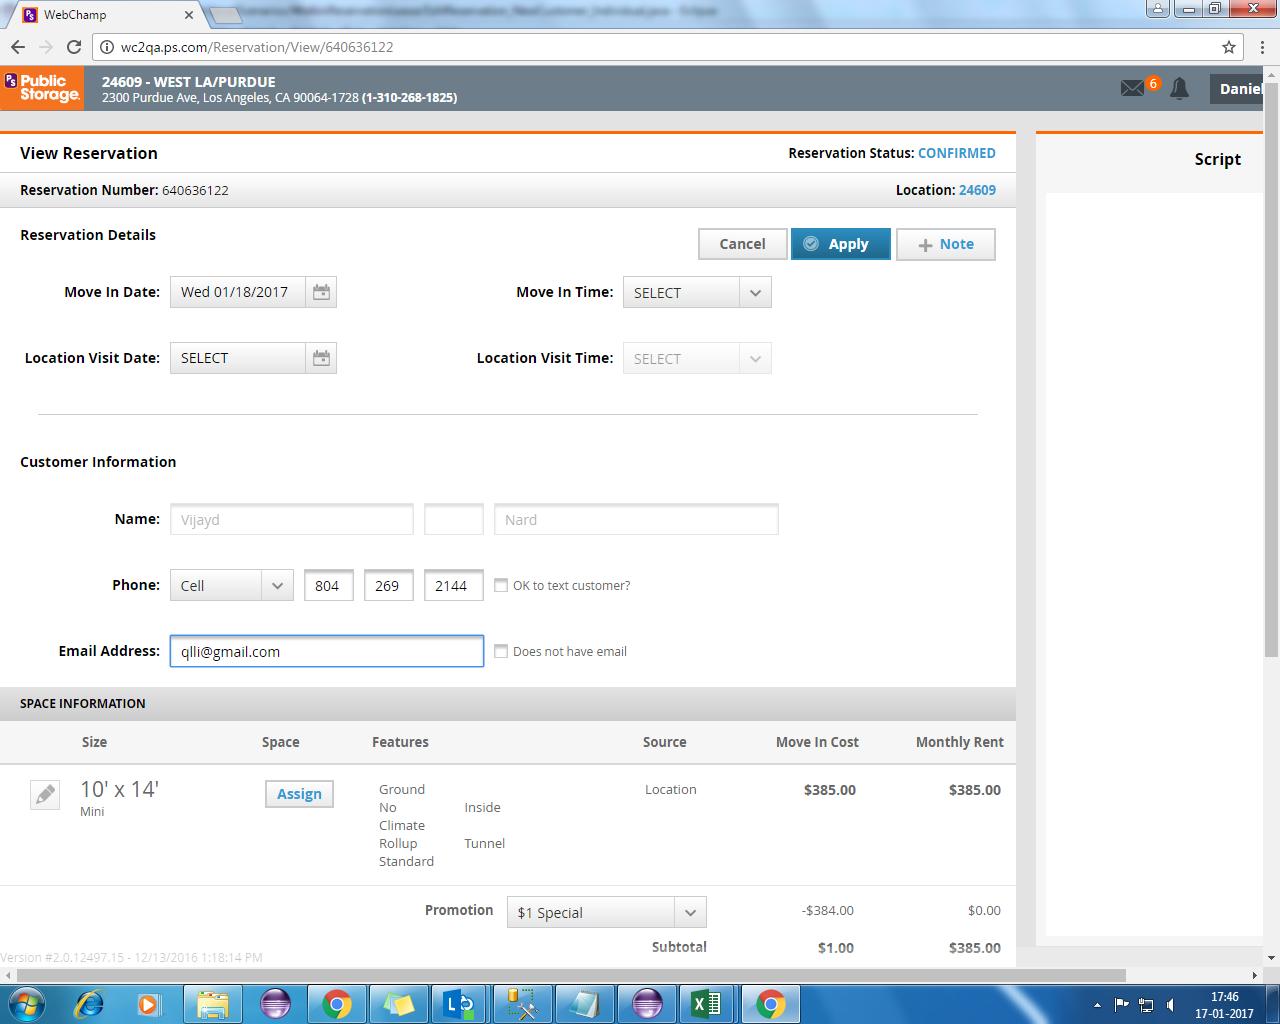 WebChamp
wc2qa.ps.com/Reservation/View/640636122
PS Public Storage
24609 - WEST LA/PURDUE
2300 Purdue Ave, Los Angeles, CA 90064-1728 (1-310-268-1825)
6
Daniel
View Reservation
Reservation Status: CONFIRMED
Script
Reservation Number: 640636122
Location: 24609
Reservation Details
Cancel
Apply
Note
Move In Date: Wed 01/18/2017
Move In Time: SELECT
Location Visit Date: SELECT
Location Visit Time: SELECT
Customer Information
Name: Vijayd Nard
Phone: Cell 804 269 2144 OK to text customer?
Email Address: qlli@gmail.com Does not have email
SPACE INFORMATION
Size Space Features Source Move In Cost Monthly Rent
10' x 14' Assign Ground Location $385.00 $385.00
Mini No Inside
Climate
Rollup Tunnel
Standard
Promotion $1 Special -$384.00 $0.00
Subtotal $1.00 $385.00
Version #2.0.12497.15 - 12/13/2016 1:18:14 PM
17:46
17-01-2017